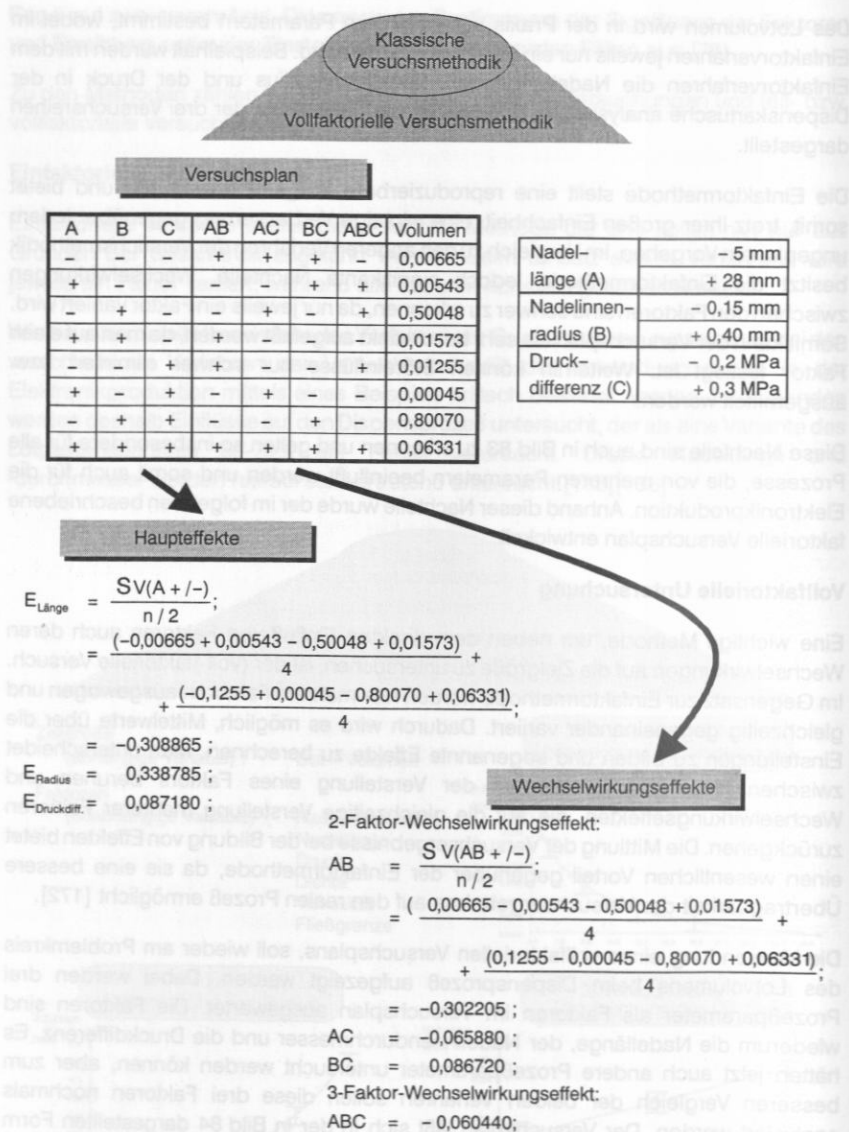 Klassische
Versuchsmethodik
Vollfaktorielle Versuchsmethodik
Versuchsplan
A B C AB AC BC ABC Volumen
− − − + + + − 0,00665
+ − − − − + + 0,00543
− + − − + − + 0,50048
+ + − + − − − 0,01573
− − + + − − + 0,01255
+ − + − + − − 0,00045
− + + − − + − 0,80070
+ + + + + + + 0,06331
Nadel- − 5 mm
länge (A) + 28 mm
Nadelinnen- − 0,15 mm
radíus (B) + 0,40 mm
Druck– − 0,2 MPa
differenz (C) + 0,3 MPa
Haupteffekte
E Länge = S V(A + /–) / n / 2 ;
= (−0,00665 + 0,00543 – 0,50048 + 0,01573) / 4
+ (−0,1255 + 0,00045 – 0,80070 + 0,06331) / 4 ;
= −0,308865 ;
E Radius = 0,338785 ;
E Druckdiff. = 0,087180 ;
Wechselwirkungseffekte
2-Faktor-Wechselwirkungseffekt:
AB = S V(AB + /–) / n / 2 ;
= ( 0,00665 – 0,00543 – 0,50048 + 0,01573) / 4 +
+ (0,1255 – 0,00045 – 0,80070 + 0,06331) / 4 ;
= −0,302205 ;
AC = −0,065880 ;
BC = 0,086720 ;
3-Faktor-Wechselwirkungseffekt:
ABC = −0,060440;